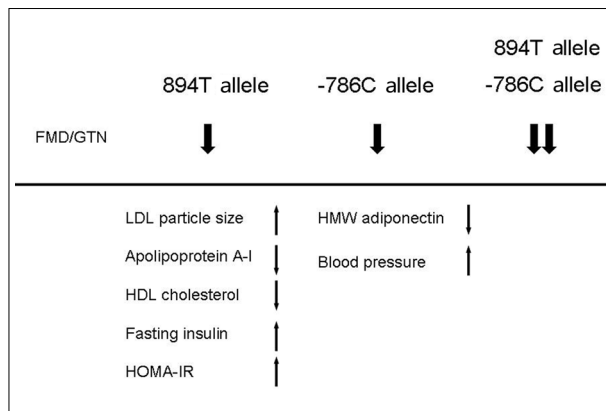 894T allele
894T allele -786C allele -786C allele
FMD/GTN
LDL particle size HMW adiponectin
Apolipoprotein A-I
Blood pressure
HDL cholesterol
Fasting insulin
HOMA-IR